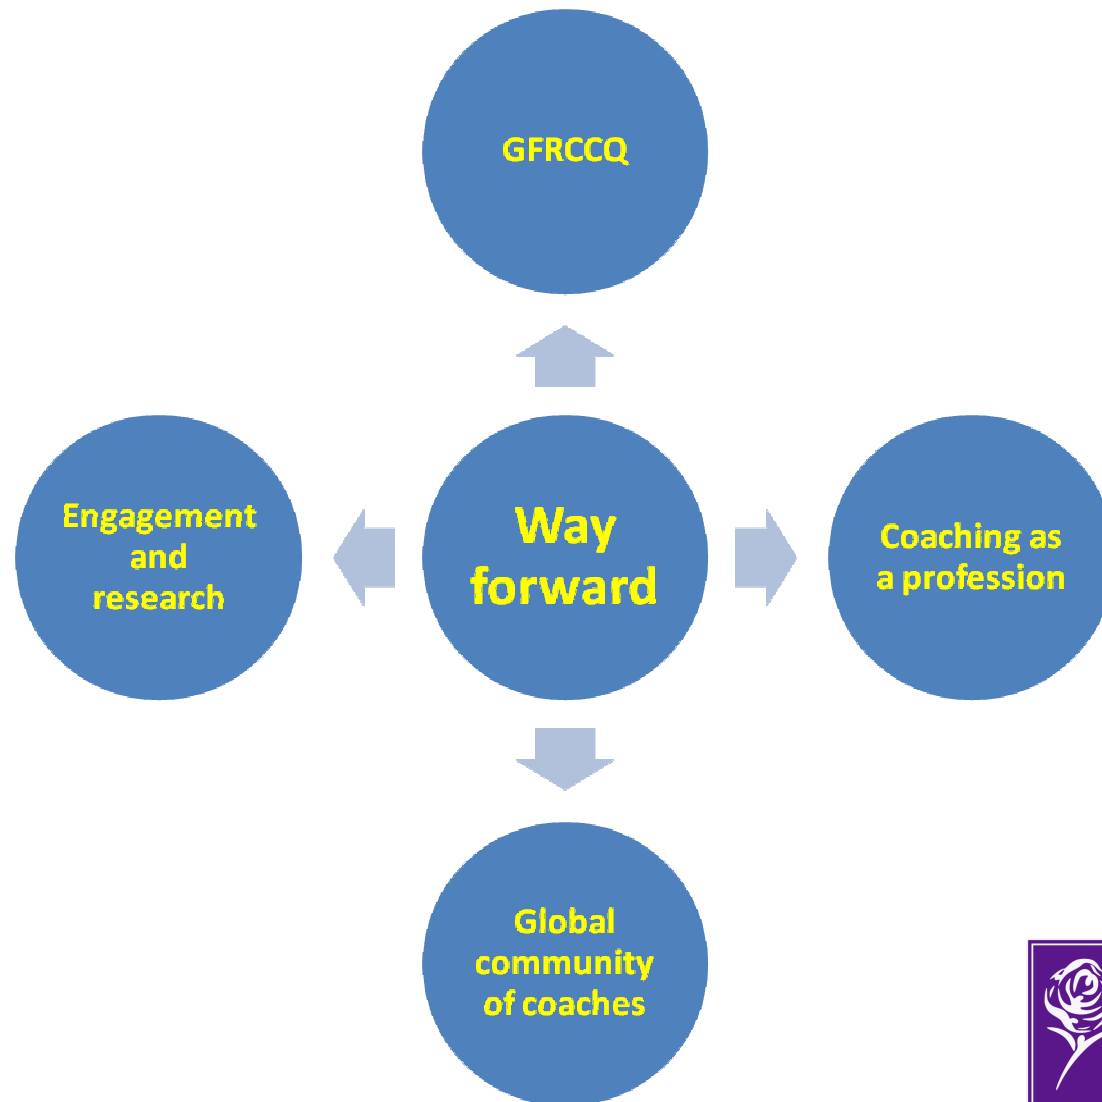 GFRCCQ
Engagement
and
research
Way
forward
Coaching as
a profession
Global
community
of coaches